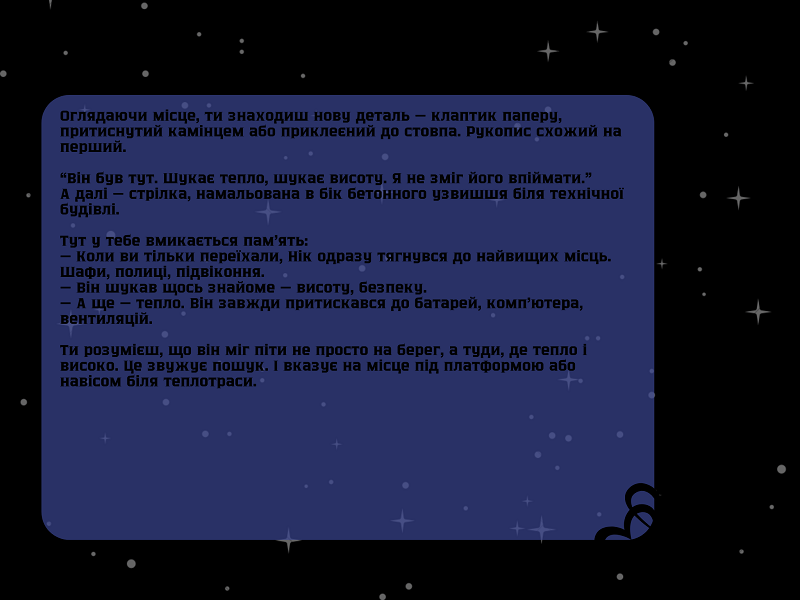 Оглядаючи місце, ти знаходиш нову деталь — клаптик паперу,
притиснутий камінцем або приклеєний до стовпа. Рукопис схожий на
перший.
“Він був тут. Шукає тепло, шукає висоту. Я не зміг його впіймати.”
А далі — стрілка, намальована в бік бетонного узвишшя біля технічної
будівлі.
Тут у тебе вмикається пам’ять:
— Коли ви тільки переїхали, Нік одразу тягнувся до найвищих місць.
Шафи, полиці, підвіконня.
— Він шукав щось знайоме — висоту, безпеку.
— А ще — тепло. Він завжди притискався до батарей, комп’ютера,
вентиляцій.
Ти розумієш, що він міг піти не просто на берег, а туди, де тепло і
високо. Це звужує пошук. І вказує на місце під платформою або
навісом біля теплотраси.